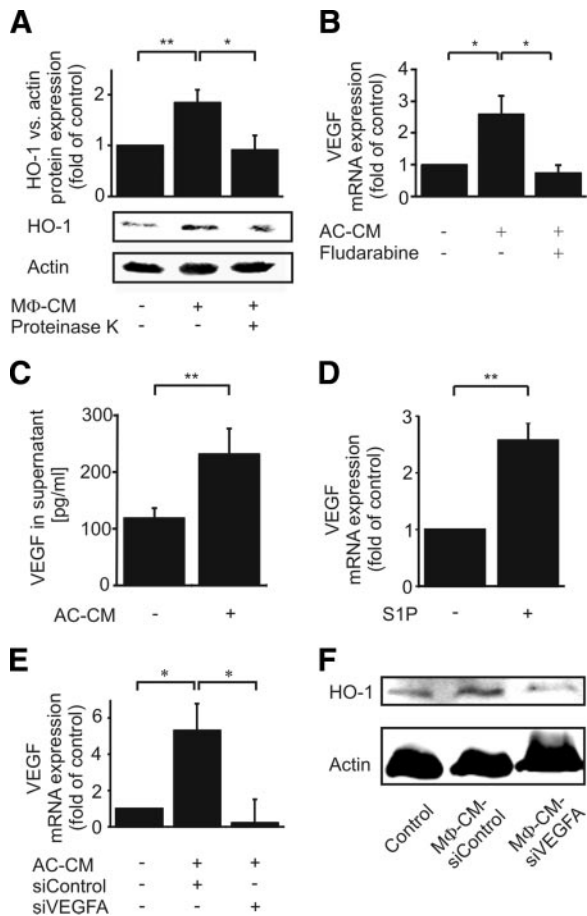 A
** *
HO-1 vs. actin
protein expression
(fold of control)
2
1
0
HO-1
Actin
MΦ-CM - + +
Proteinase K - - +
B
* *
VEGF
mRNA expression
(fold of control)
4
3
2
1
0
AC-CM - + +
Fludarabine - - +
C
**
VEGF in supernatant
[pg/ml]
300
200
100
0
AC-CM - +
D
**
VEGF
mRNA expression
(fold of control)
3
2
1
0
S1P - +
E
* *
VEGF
mRNA expression
(fold of control)
6
4
2
0
AC-CM - + +
siControl - + -
siVEGFA - - +
F
HO-1
Actin
Control
MΦ-CM-
siControl
MΦ-CM-
siVEGFA